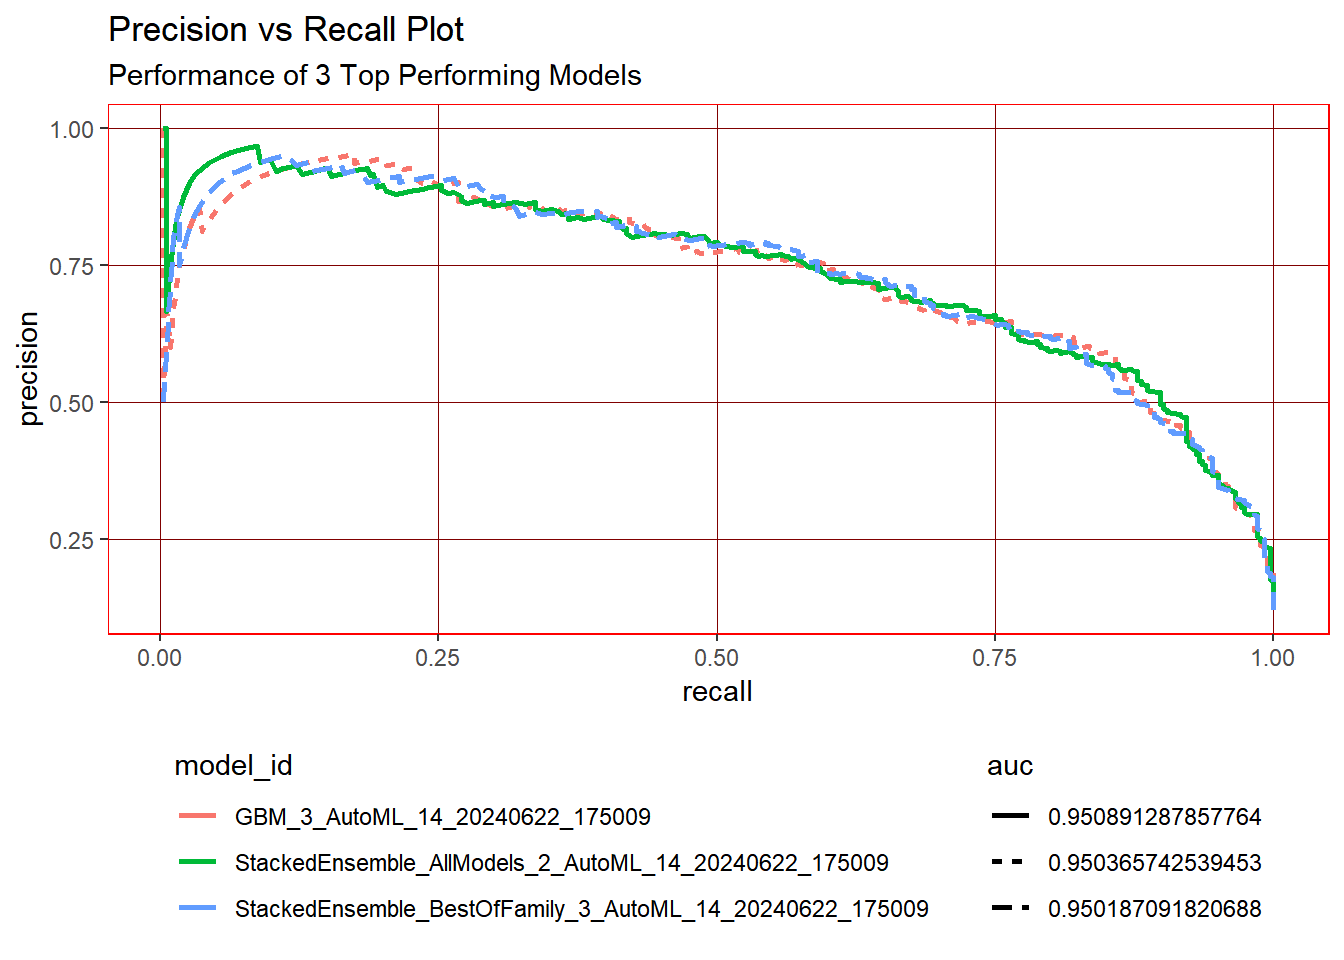 Precision vs Recall Plot
Performance of 3 Top Performing Models
precision
1.00
0.75
0.50
0.25
0.00 0.25 0.50 0.75 1.00
recall
model_id
GBM_3_AutoML_14_20240622_175009
StackedEnsemble_AllModels_2_AutoML_14_20240622_175009
StackedEnsemble_BestOfFamily_3_AutoML_14_20240622_175009
auc
0.950891287857764
0.950365742539453
0.950187091820688